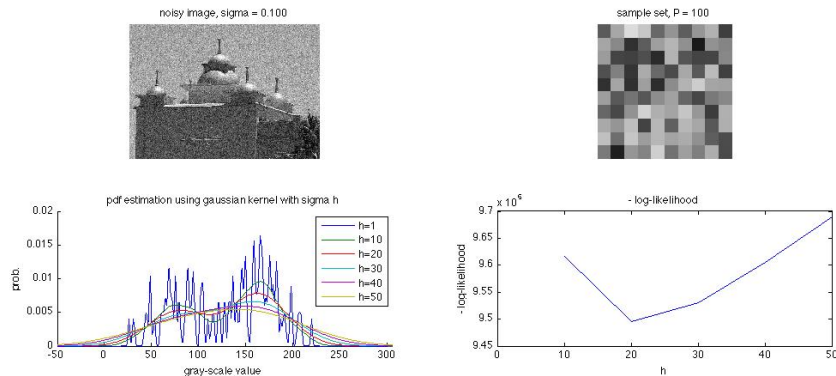 noisy image, sigma = 0.100
sample set, P = 100
pdf estimation using gaussian kernel with sigma h
0.02
0.015
0.01
0.005
0
prob.
h=1
h=10
h=20
h=30
h=40
h=50
-50 0 50 100 150 200 250 300
gray-scale value
- log-likelihood
x 10^6
9.7
9.65
9.6
9.55
9.5
9.45
- log-likelihood
0 10 20 30 40 50
h